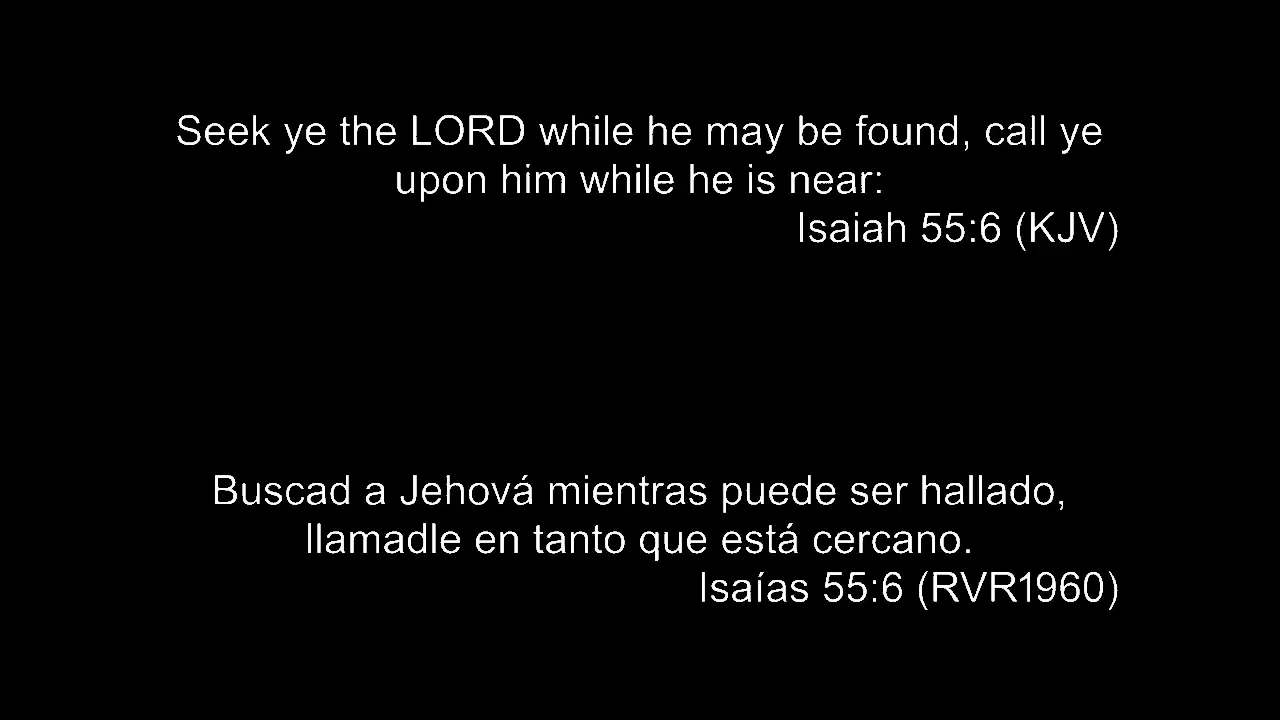 Seek ye the LORD while he may be found, call ye
upon him while he is near:
Isaiah 55:6 (KJV)
Buscad a Jehová mientras puede ser hallado,
llamadle en tanto que está cercano.
Isaías 55:6 (RVR1960)